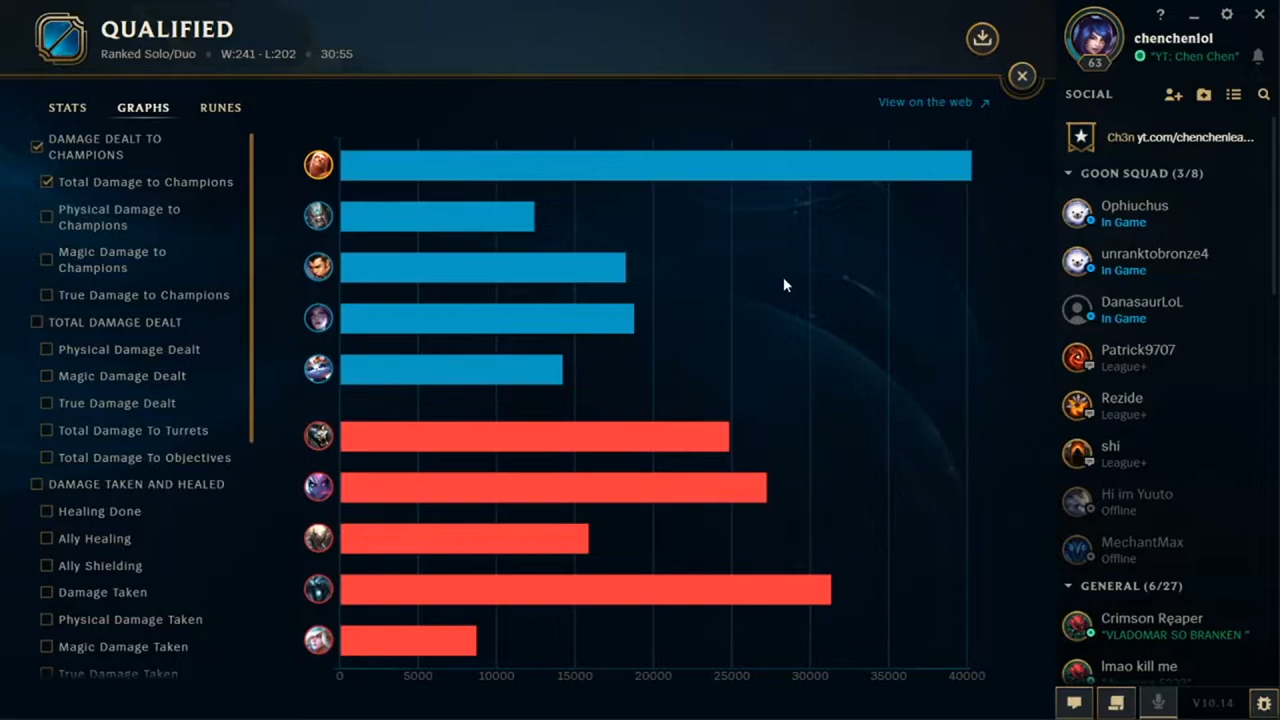 QUALIFIED
Ranked Solo/Duo • W:241 - L:202 • 30:55
STATS GRAPHS RUNES
View on the web
DAMAGE DEALT TO
CHAMPIONS
Total Damage to Champions
Physical Damage to
Champions
Magic Damage to
Champions
True Damage to Champions
TOTAL DAMAGE DEALT
Physical Damage Dealt
Magic Damage Dealt
True Damage Dealt
Total Damage To Turrets
Total Damage To Objectives
DAMAGE TAKEN AND HEALED
Healing Done
Ally Healing
Ally Shielding
Damage Taken
Physical Damage Taken
Magic Damage Taken
True Damage Taken
0 5000 10000 15000 20000 25000 30000 35000 40000
?
63
chenchenlol
"YT: Chen Chen"
SOCIAL
Ch3n yt.com/chenchenlea...
GOON SQUAD (3/8)
Ophiuchus
In Game
unranktobronze4
In Game
DanasaurLoL
In Game
Patrick9707
League+
Rezide
League+
shi
League+
Hi im Yuuto
Offline
MechantMax
Offline
GENERAL (6/27)
Crimson Reaper
"VLADOMAR SO BRANKEN "
lmao kill me
V10.14